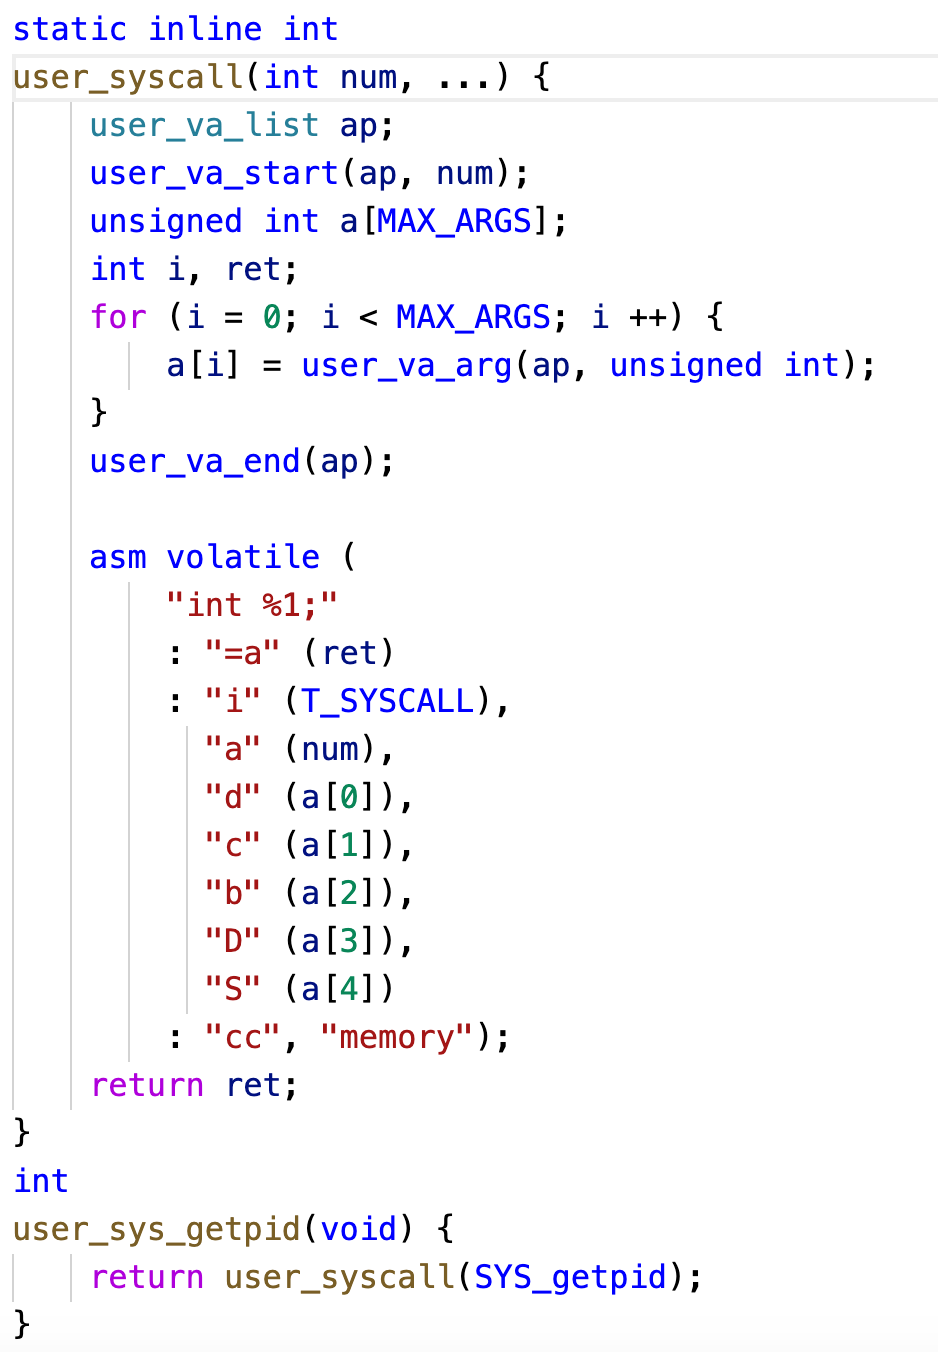 static inline int
user_syscall(int num, ...) {
    user_va_list ap;
    user_va_start(ap, num);
    unsigned int a[MAX_ARGS];
    int i, ret;
    for (i = 0; i < MAX_ARGS; i ++) {
        a[i] = user_va_arg(ap, unsigned int);
    }
    user_va_end(ap);

    asm volatile (
        "int %1;"
        : "=a" (ret)
        : "i" (T_SYSCALL),
          "a" (num),
          "d" (a[0]),
          "c" (a[1]),
          "b" (a[2]),
          "D" (a[3]),
          "S" (a[4])
        : "cc", "memory");
    return ret;
}
int
user_sys_getpid(void) {
    return user_syscall(SYS_getpid);
}